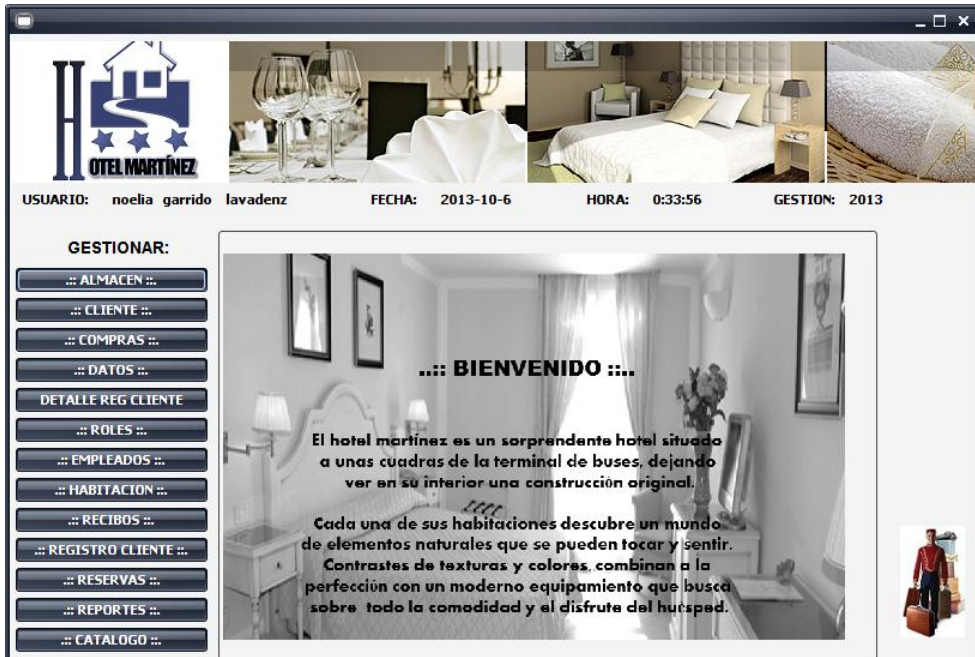 H
OTEL MARTÍNEZ
USUARIO: noelia garrido lavadenz FECHA: 2013-10-6 HORA: 0:33:56 GESTION: 2013
GESTIONAR:
.:: ALMACEN ::.
.:: CLIENTE ::.
.:: COMPRAS ::.
.:: DATOS ::.
DETALLE REG CLIENTE
.:: ROLES ::.
.:: EMPLEADOS ::.
.:: HABITACION ::.
.:: RECIBOS ::.
.:: REGISTRO CLIENTE ::.
.:: RESERVAS ::.
.:: REPORTES ::.
.:: CATALOGO ::.
..:: BIENVENIDO ::..
El hotel martínez es un sorprendente hotel situado
a unas cuadras de la terminal de buses, dejando
ver en su interior una construcción original.
Cada una de sus habitaciones descubre un mundo
de elementos naturales que se pueden tocar y sentir.
Contrastes de texturas y colores, combinan a la
perfección con un moderno equipamiento que busca
sobre todo la comodidad y el disfrute del huésped.